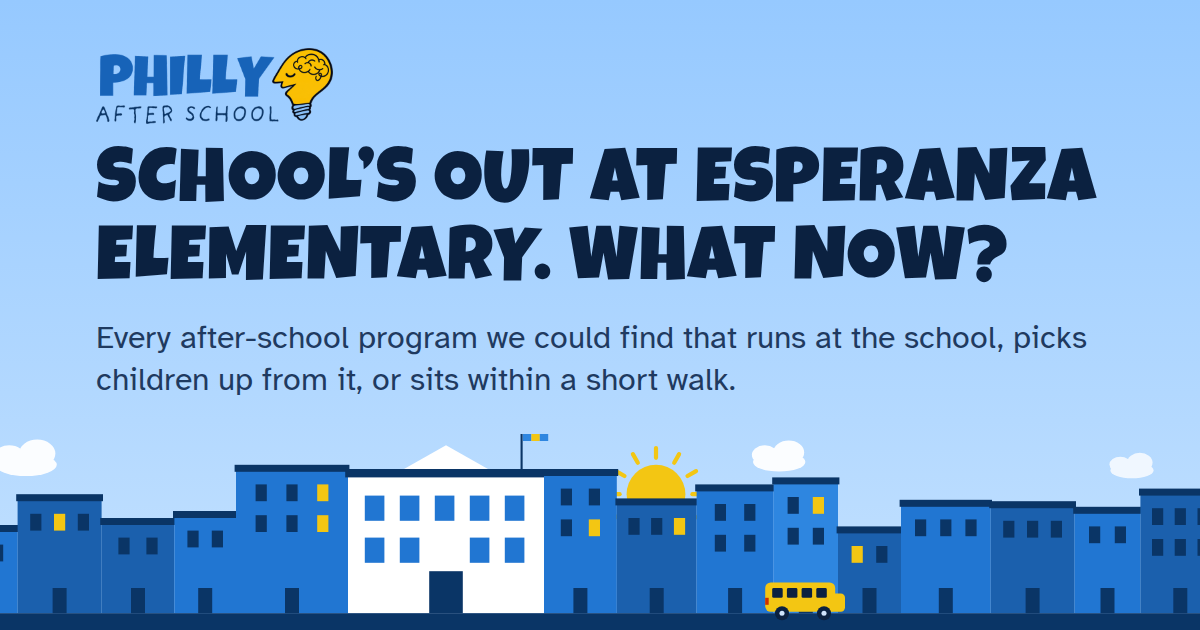 PHILLY
AFTER SCHOOL
SCHOOL’S OUT AT ESPERANZA
ELEMENTARY. WHAT NOW?
Every after-school program we could find that runs at the school, picks
children up from it, or sits within a short walk.